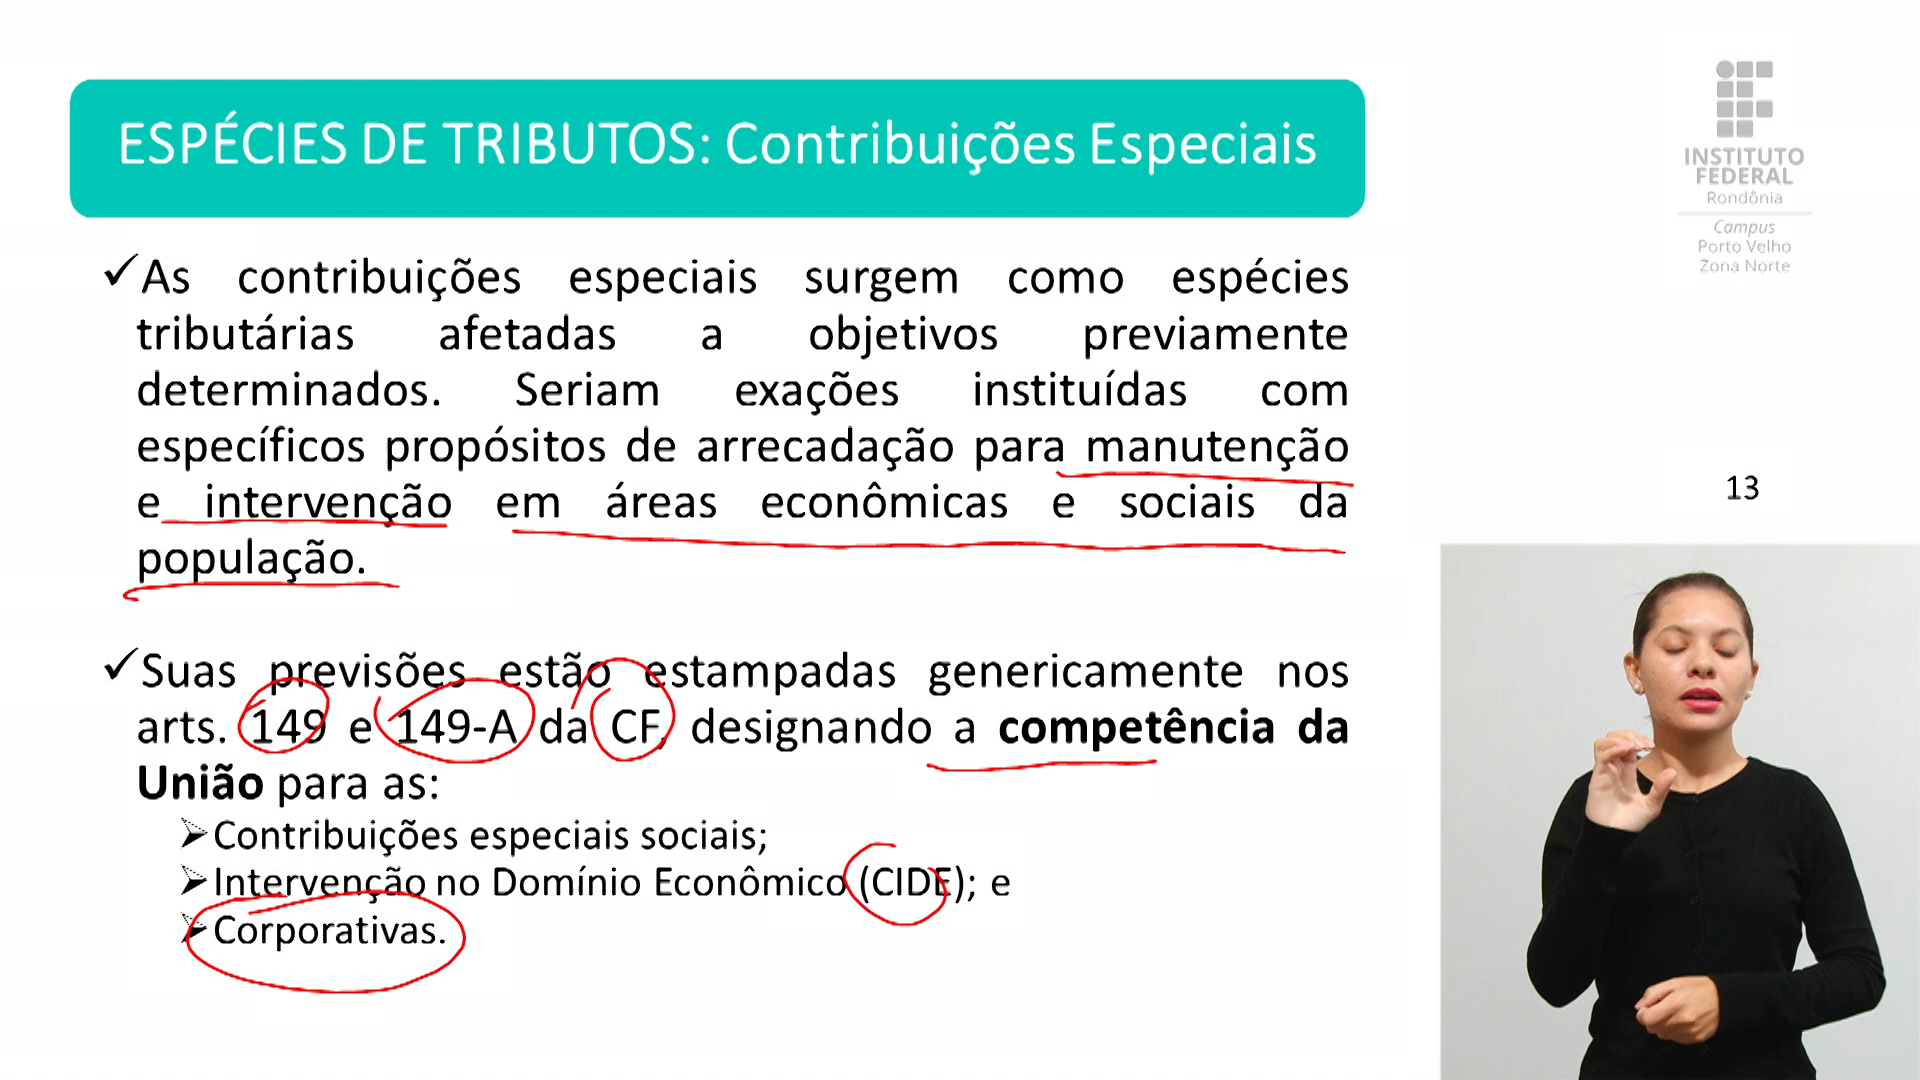 ESPÉCIES DE TRIBUTOS: Contribuições Especiais
INSTITUTO
FEDERAL
Rondônia
Campus
Porto Velho
Zona Norte
As contribuições especiais surgem como espécies
tributárias afetadas a objetivos previamente
determinados. Seriam exações instituídas com
específicos propósitos de arrecadação para manutenção
e intervenção em áreas econômicas e sociais da
população.
13
Suas previsões estão estampadas genericamente nos
arts. 149 e 149-A da CF, designando a competência da
União para as:
Contribuições especiais sociais;
Intervenção no Domínio Econômico (CIDE); e
Corporativas.